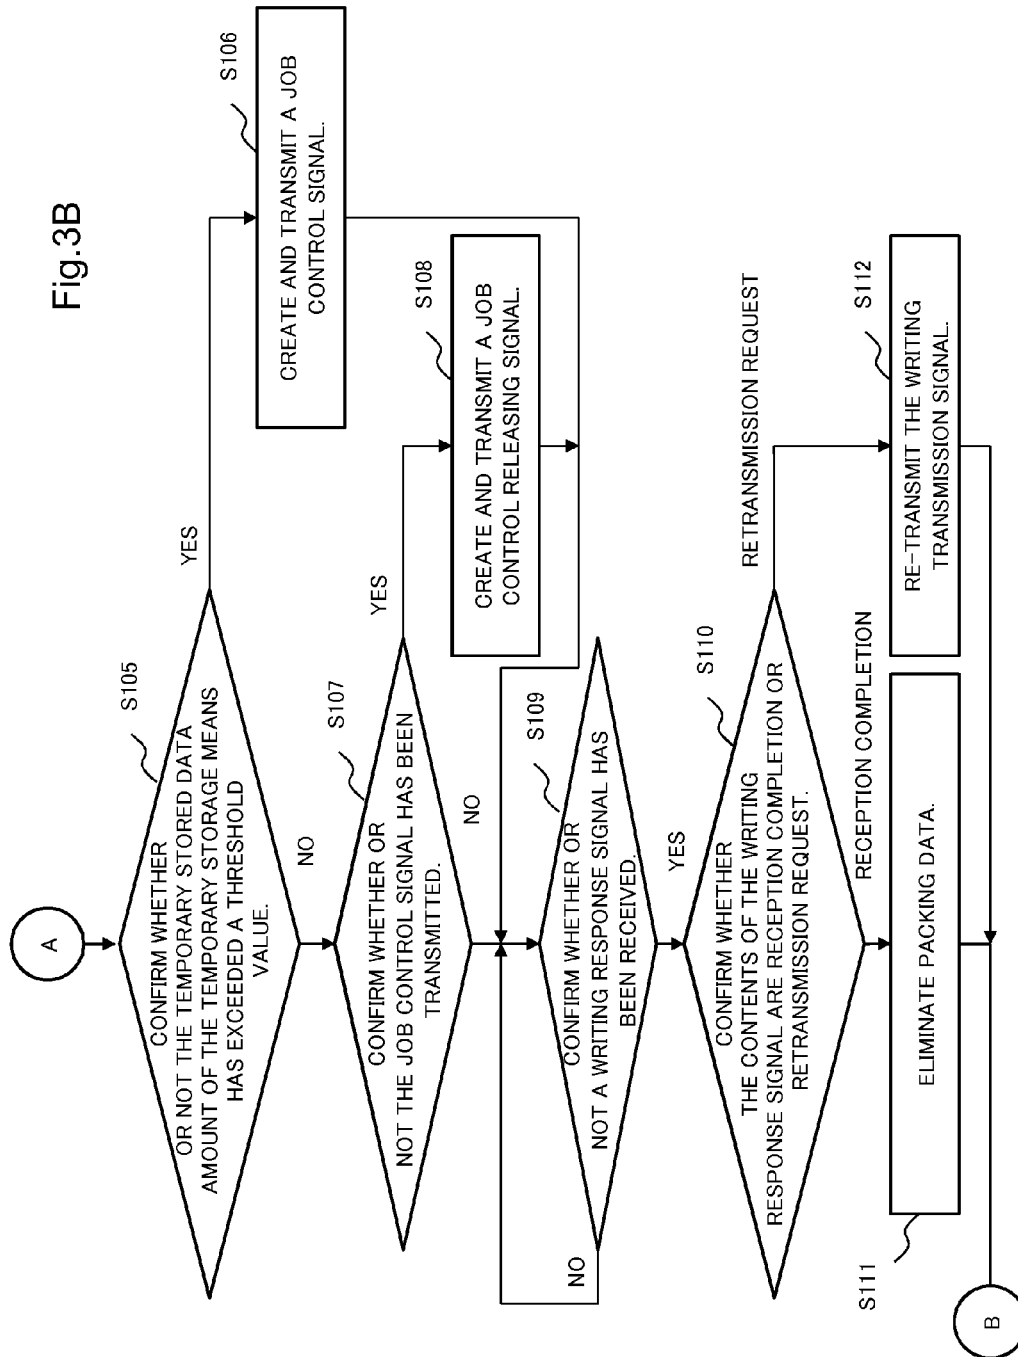 Fig.3B
A
S105
CONFIRM WHETHER
OR NOT THE TEMPORARY STORED DATA
AMOUNT OF THE TEMPORARY STORAGE MEANS
HAS EXCEEDED A THRESHOLD
VALUE.
YES
NO
S106
CREATE AND TRANSMIT A JOB
CONTROL SIGNAL.
S107
CONFIRM WHETHER OR
NOT THE JOB CONTROL SIGNAL HAS BEEN
TRANSMITTED.
YES
NO
S108
CREATE AND TRANSMIT A JOB
CONTROL RELEASING SIGNAL.
S109
CONFIRM WHETHER OR
NOT A WRITING RESPONSE SIGNAL HAS
BEEN RECEIVED.
NO
YES
S110
CONFIRM WHETHER
THE CONTENTS OF THE WRITING
RESPONSE SIGNAL ARE RECEPTION COMPLETION OR
RETRANSMISSION REQUEST.
RETRANSMISSION REQUEST
RECEPTION COMPLETION
S111
ELIMINATE PACKING DATA.
S112
RE-TRANSMIT THE WRITING
TRANSMISSION SIGNAL.
B